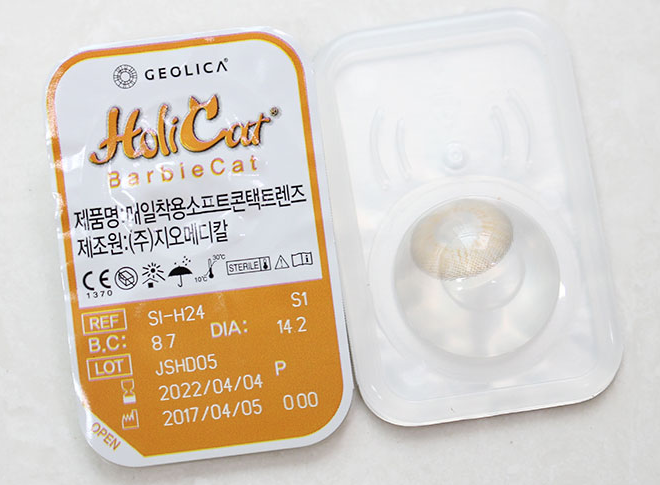 GEOLICA®
HoliCat®
BarbieCat
제품명:매일착용소프트콘택트렌즈
제조원:(주)지오메디칼
CE 1370
30°C
10°C
STERILE
REF SI-H24 S1
B.C: 8.7 DIA: 14.2
LOT JSHD05
2022/04/04 P
2017/04/05 0.00
OPEN